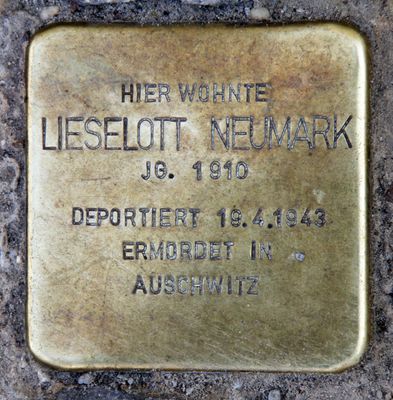 HIER WOHNTE
LIESELOTT NEUMARK
JG. 1910
DEPORTIERT 19.4.1943
ERMORDET IN
AUSCHWITZ